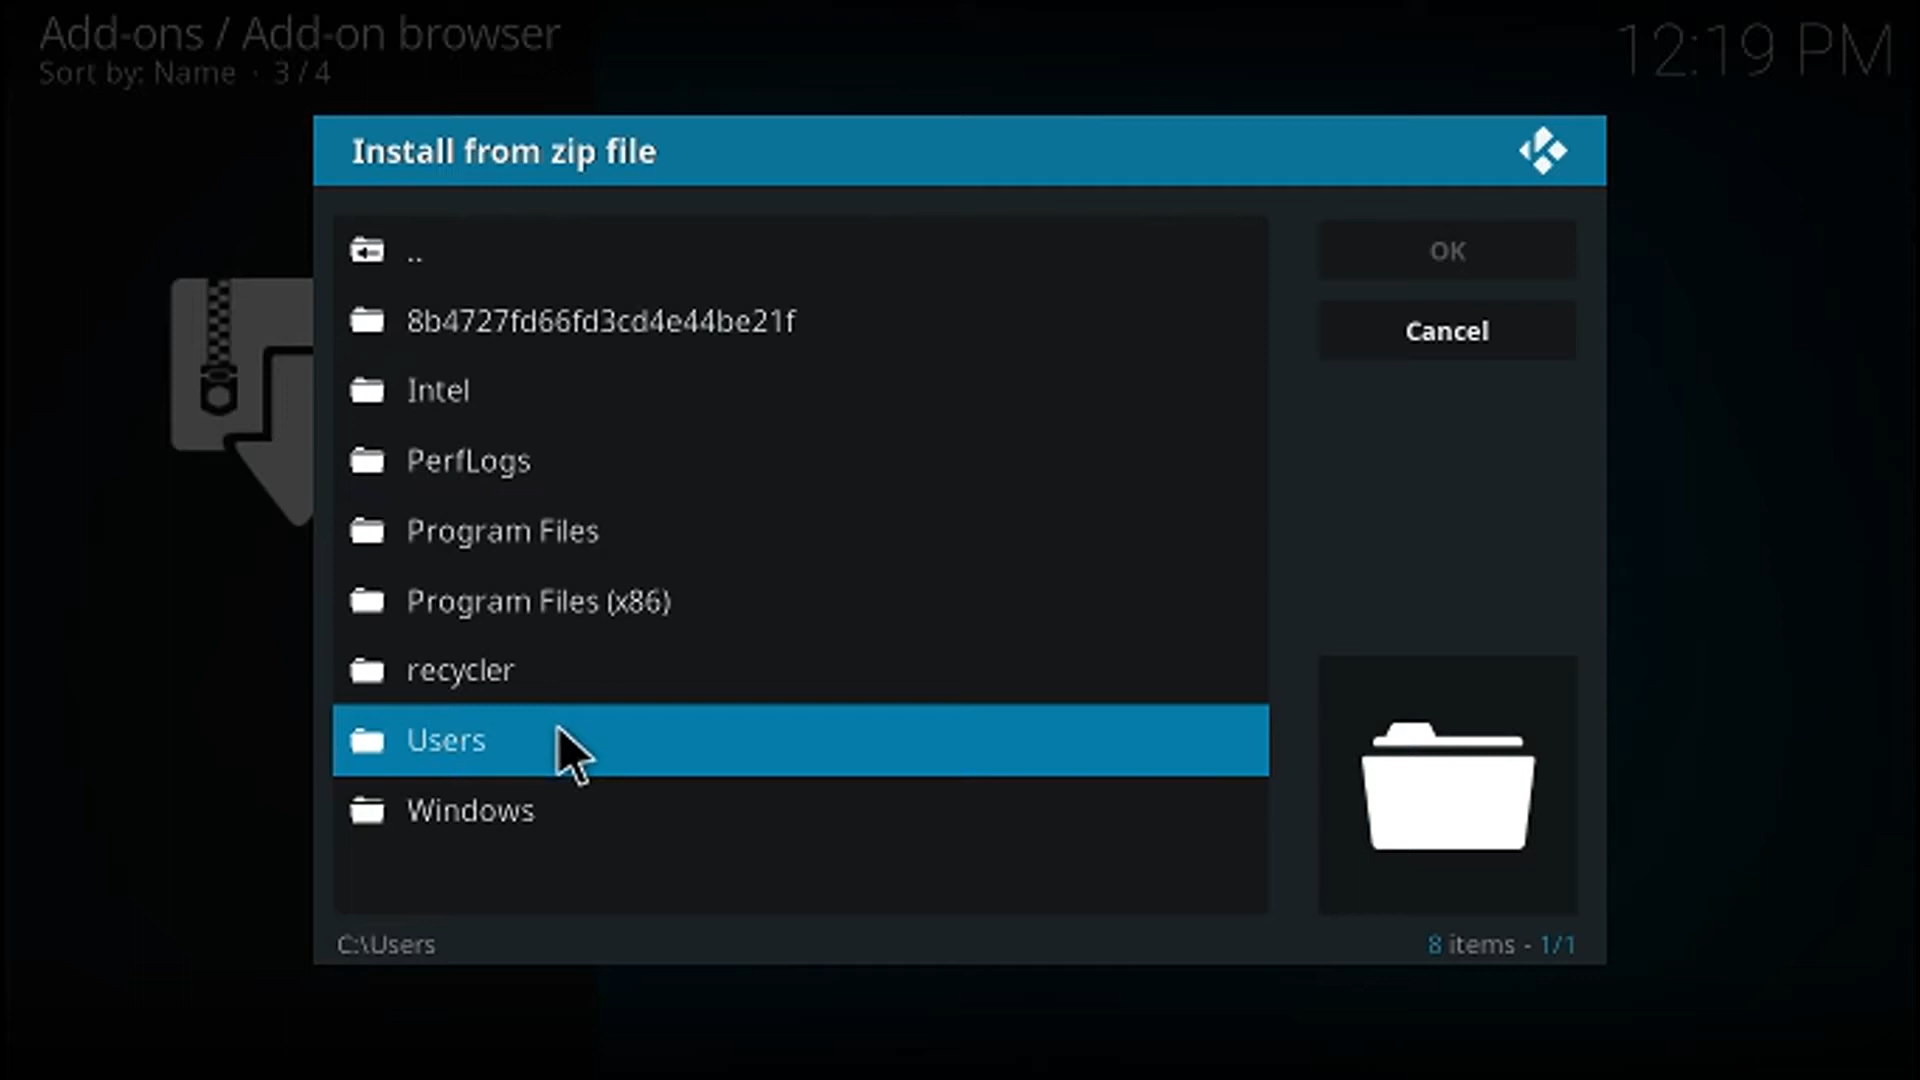 Add-ons / Add-on browser
Sort by: Name · 3 / 4
12:19 PM
Install from zip file
..
8b4727fd66fd3cd4e44be21f
Intel
PerfLogs
Program Files
Program Files (x86)
recycler
Users
Windows
OK
Cancel
C:\Users
8 items - 1/1